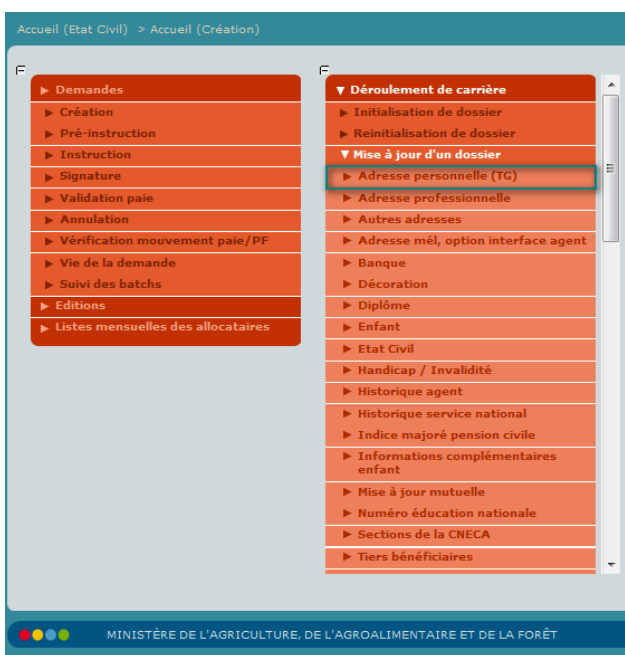 Accueil (Etat Civil) > Accueil (Création)
Demandes
Création
Pré-instruction
Instruction
Signature
Validation paie
Annulation
Vérification mouvement paie/PF
Vie de la demande
Suivi des batchs
Editions
Listes mensuelles des allocataires
Déroulement de carrière
Initialisation de dossier
Reinitialisation de dossier
Mise à jour d'un dossier
Adresse personnelle (TG)
Adresse professionnelle
Autres adresses
Adresse mél, option interface agent
Banque
Décoration
Diplôme
Enfant
Etat Civil
Handicap / Invalidité
Historique agent
Historique service national
Indice majoré pension civile
Informations complémentaires
enfant
Mise à jour mutuelle
Numéro éducation nationale
Sections de la CNECA
Tiers bénéficiaires
MINISTÈRE DE L'AGRICULTURE, DE L'AGROALIMENTAIRE ET DE LA FORÊT